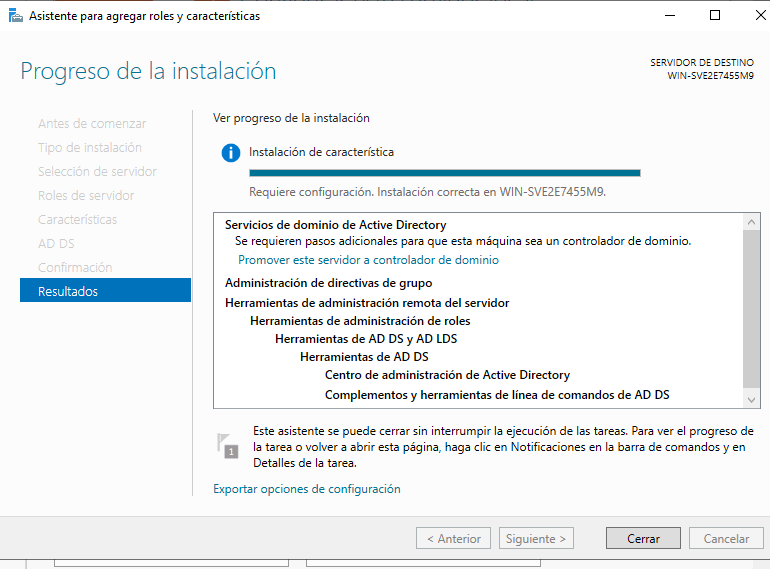 Asistente para agregar roles y características
Progreso de la instalación
SERVIDOR DE DESTINO
WIN-SVE2E7455M9
Antes de comenzar
Tipo de instalación
Selección de servidor
Roles de servidor
Características
AD DS
Confirmación
Resultados
Ver progreso de la instalación
Instalación de característica
Requiere configuración. Instalación correcta en WIN-SVE2E7455M9.
Servicios de dominio de Active Directory
Se requieren pasos adicionales para que esta máquina sea un controlador de dominio.
Promover este servidor a controlador de dominio
Administración de directivas de grupo
Herramientas de administración remota del servidor
Herramientas de administración de roles
Herramientas de AD DS y AD LDS
Herramientas de AD DS
Centro de administración de Active Directory
Complementos y herramientas de línea de comandos de AD DS
1
Este asistente se puede cerrar sin interrumpir la ejecución de las tareas. Para ver el progreso de
la tarea o volver a abrir esta página, haga clic en Notificaciones en la barra de comandos y en
Detalles de la tarea.
Exportar opciones de configuración
< Anterior
Siguiente >
Cerrar
Cancelar